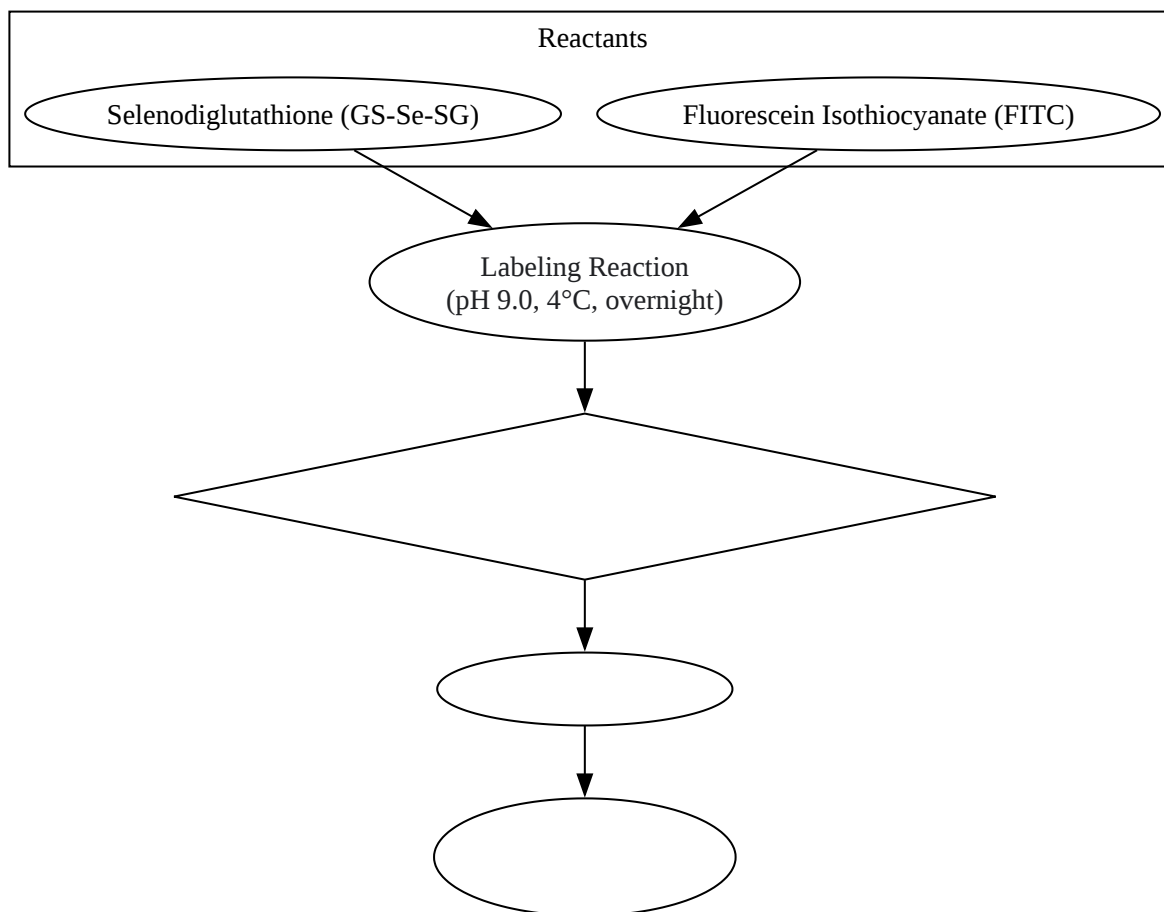 Reactants
Selenodiglutathione (GS-Se-SG)
Fluorescein Isothiocyanate (FITC)
Labeling Reaction
(pH 9.0, 4°C, overnight)